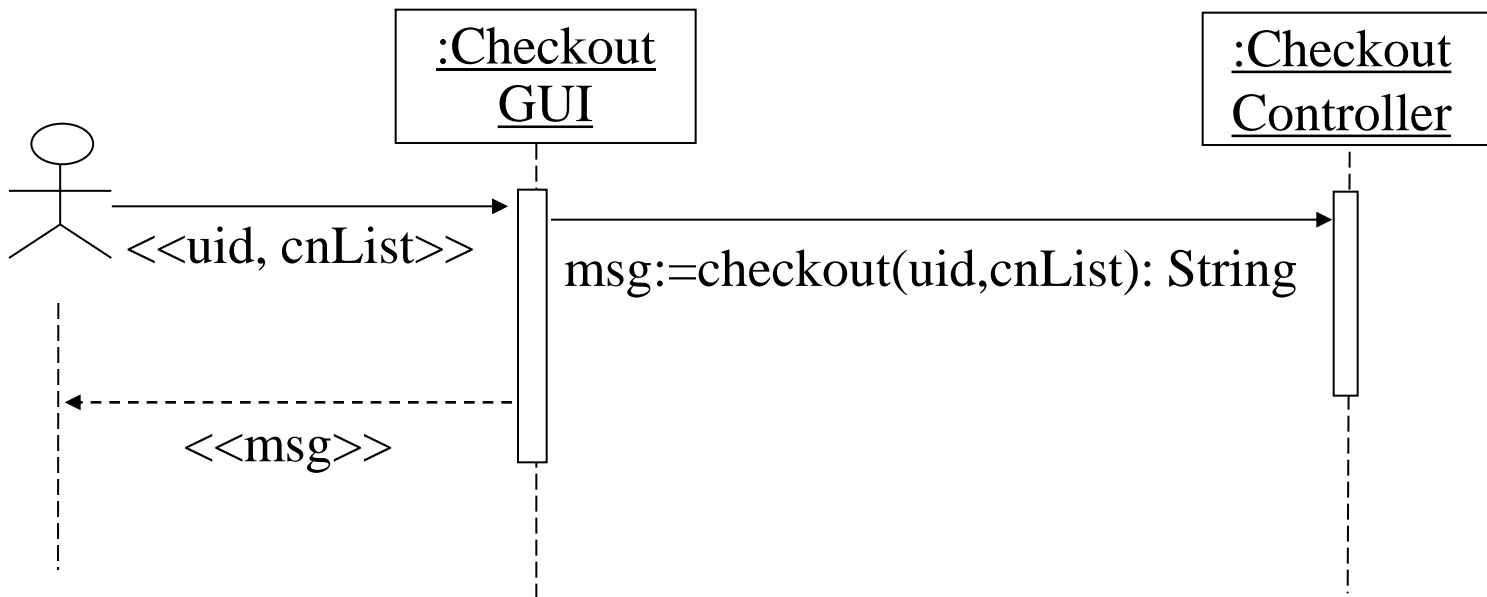 :Checkout
GUI
:Checkout
Controller
<<uid, cnList>>
msg:=checkout(uid,cnList): String
<<msg>>